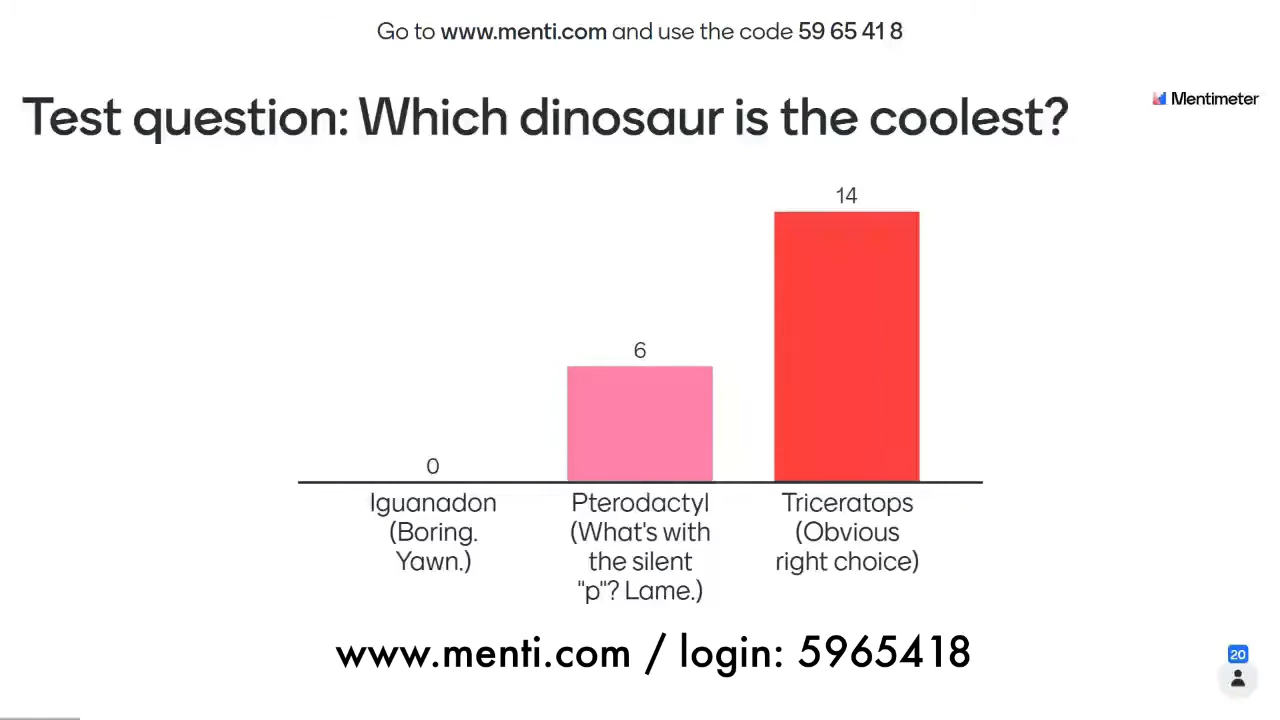 Go to www.menti.com and use the code 59 65 41 8
Test question: Which dinosaur is the coolest?
Mentimeter
14
6
0
Iguanadon
(Boring.
Yawn.)
Pterodactyl
(What's with
the silent
"p"? Lame.)
Triceratops
(Obvious
right choice)
www.menti.com / login: 5965418
20